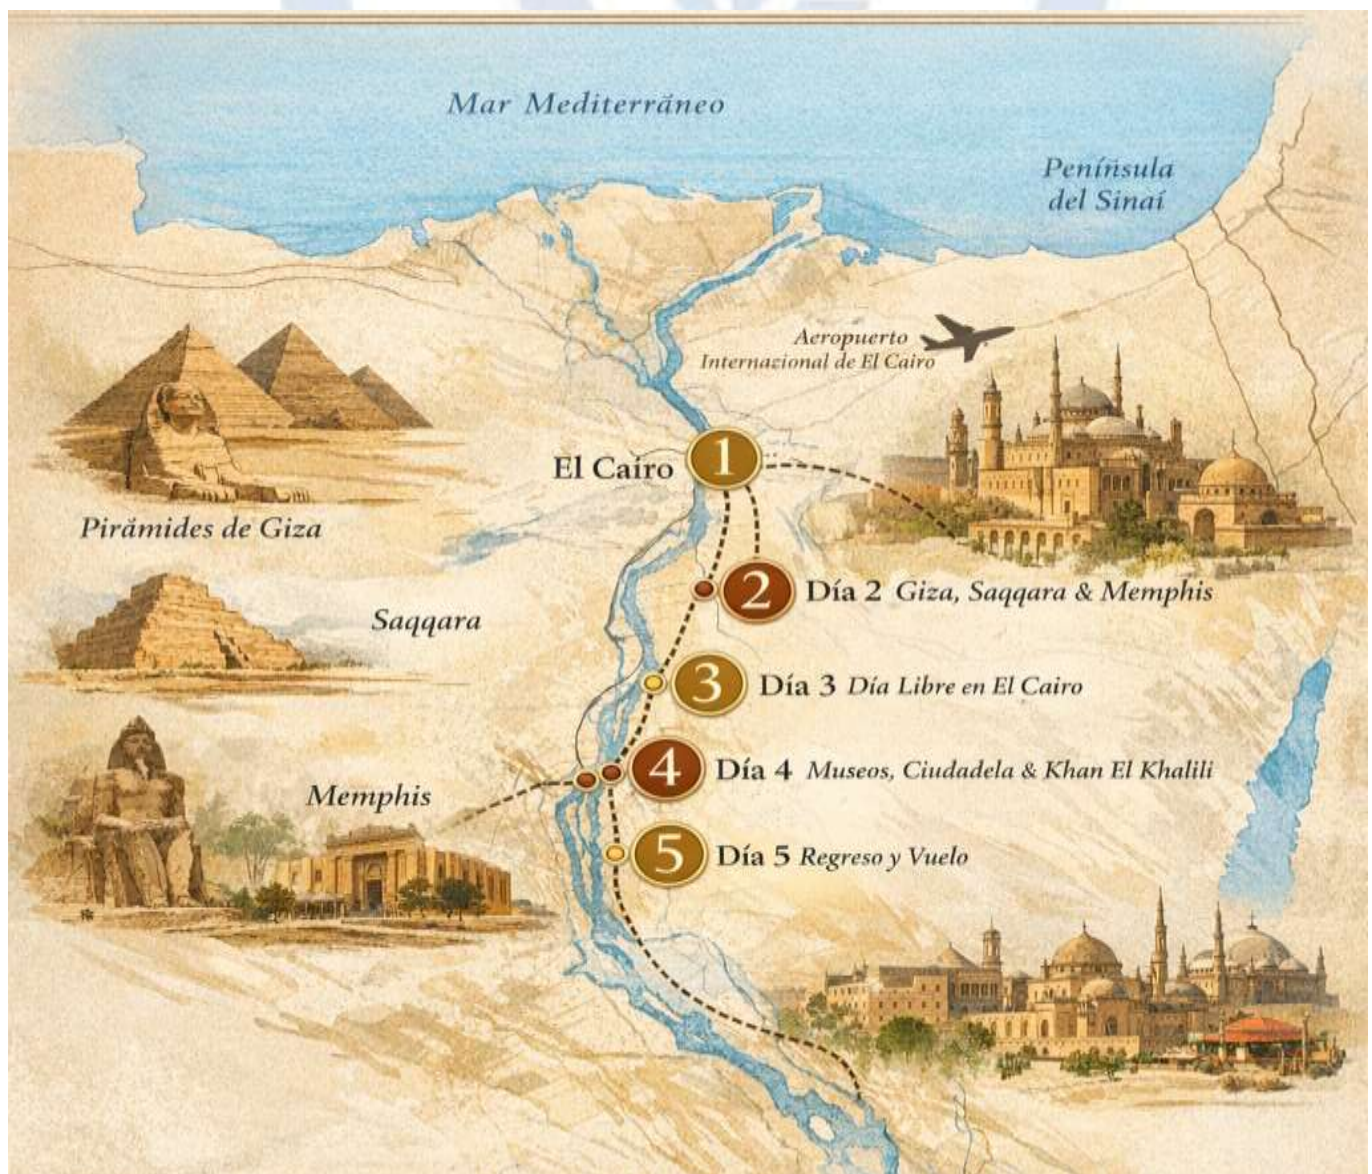 Mar Mediterráneo
Península
del Sinaí
Aeropuerto
Internazional de El Cairo
Pirámides de Giza
El Cairo
1
2
Día 2 Giza, Saqqara & Memphis
Saqqara
3
Día 3 Día Libre en El Cairo
4
Día 4 Museos, Ciudadela & Khan El Khalili
Memphis
5
Día 5 Regreso y Vuelo